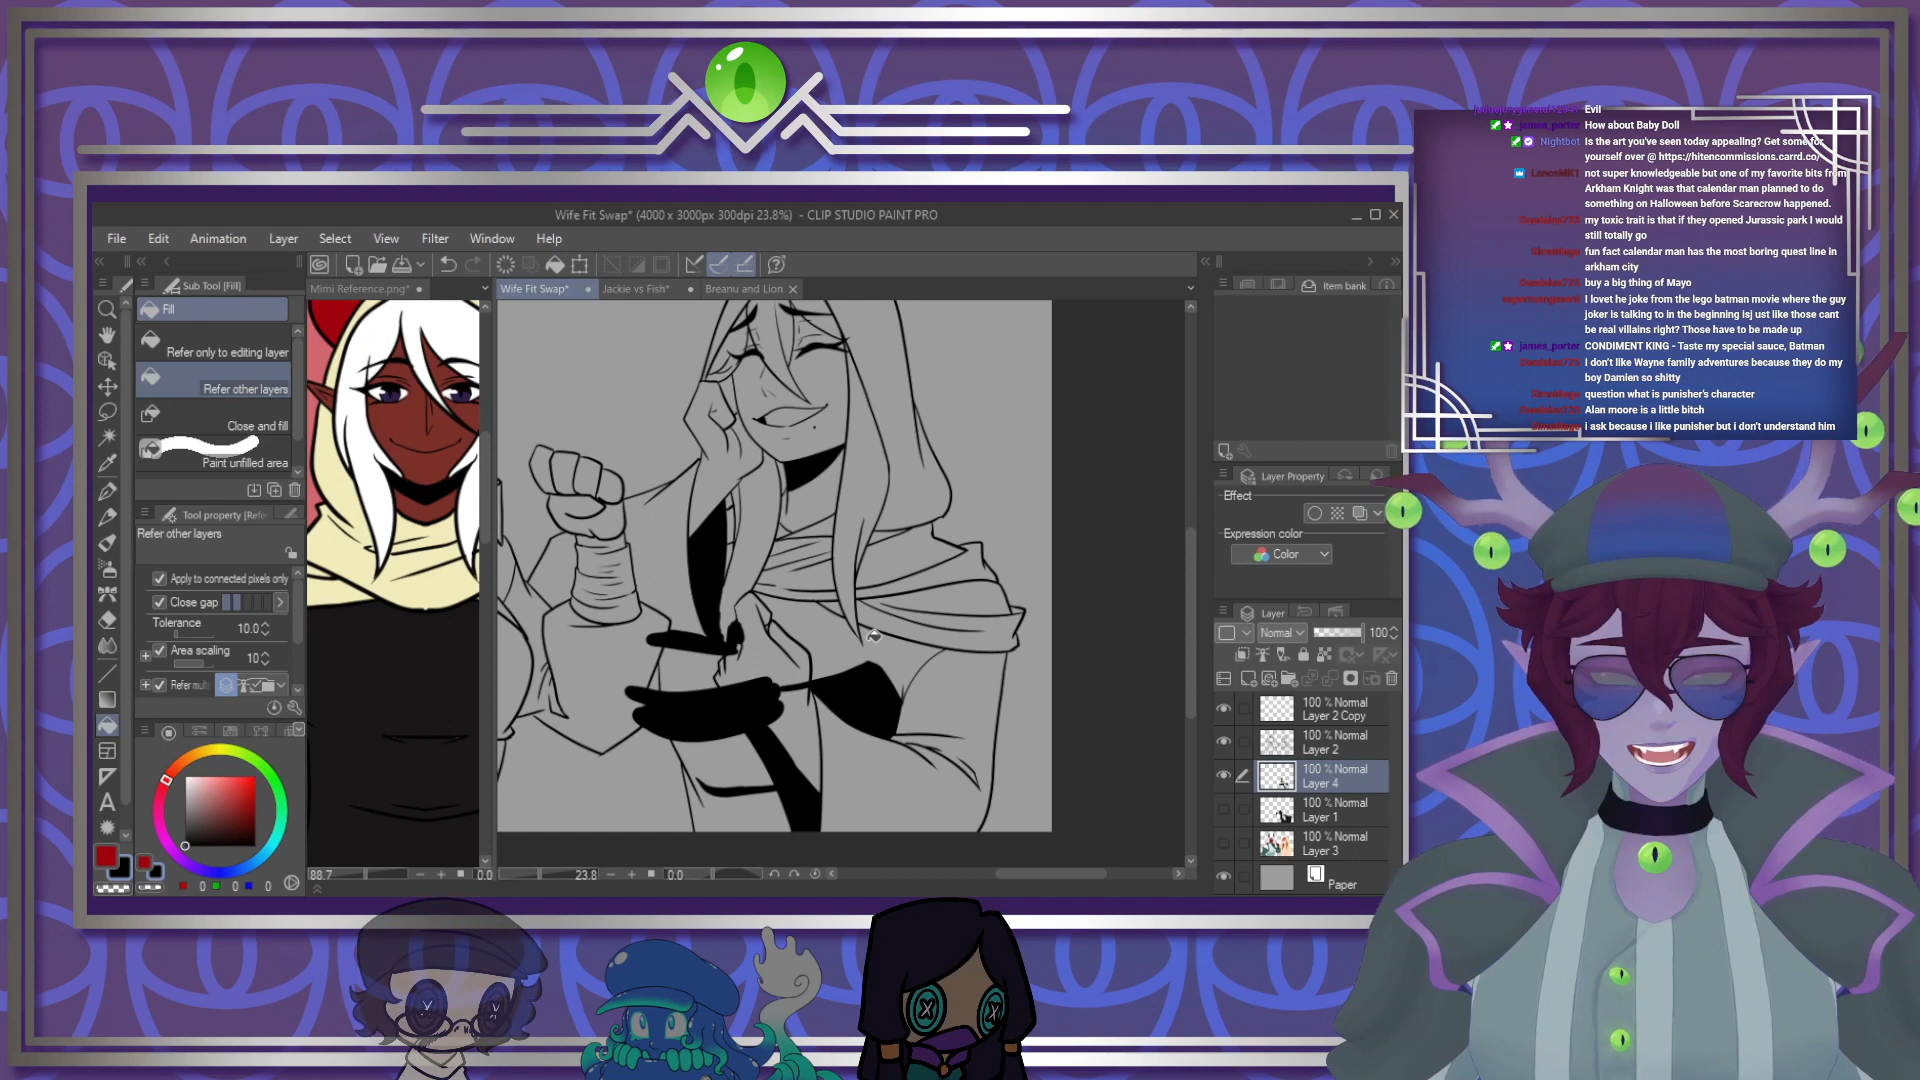 Wife Fit Swap* (4000 x 3000px 300dpi 23.8%) - CLIP STUDIO PAINT PRO
File Edit Animation Layer Select View Filter Window Help
Sub Tool [Fill]
Fill
Refer only to editing layer
Refer other layers
Close and fill
Paint unfilled area
Refer other layers
Apply to connected pixels only
Close gap
Tolerance 10.0
Area scaling 10
0 0 0
Mimi Reference.png*
Wife Fit Swap* Jackie vs Fish* Breanu and Lion
88.7 0.0
23.8 0.0
Item bank
Layer Property
Effect
Expression color
Color
Layer
Normal 100
100 % Normal
Layer 2 Copy
100 % Normal
Layer 2
100 % Normal
Layer 4
100 % Normal
Layer 1
100 % Normal
Layer 3
Paper
Evil
james_porter How about Baby Doll
Nightbot Is the art you've seen today appealing? Get some for
yourself over @ https://hitencommissions.carrd.co/
LanceMK1 not super knowledgeable but one of my favorite bits from
Arkham Knight was that calendar man planned to do
something on Halloween before Scarecrow happened.
my toxic trait is that if they opened Jurassic park I would
still totally go
fun fact calendar man has the most boring quest line in
arkham city
buy a big thing of Mayo
I lovet he joke from the lego batman movie where the guy
joker is talking to in the beginning isj ust like those cant
be real villains right? Those have to be made up
james_porter CONDIMENT KING - Taste my special sauce, Batman
I don't like Wayne family adventures because they do my
boy Damien so shitty
question what is punisher's character
Alan moore is a little bitch
i ask because i like punisher but i don't understand him